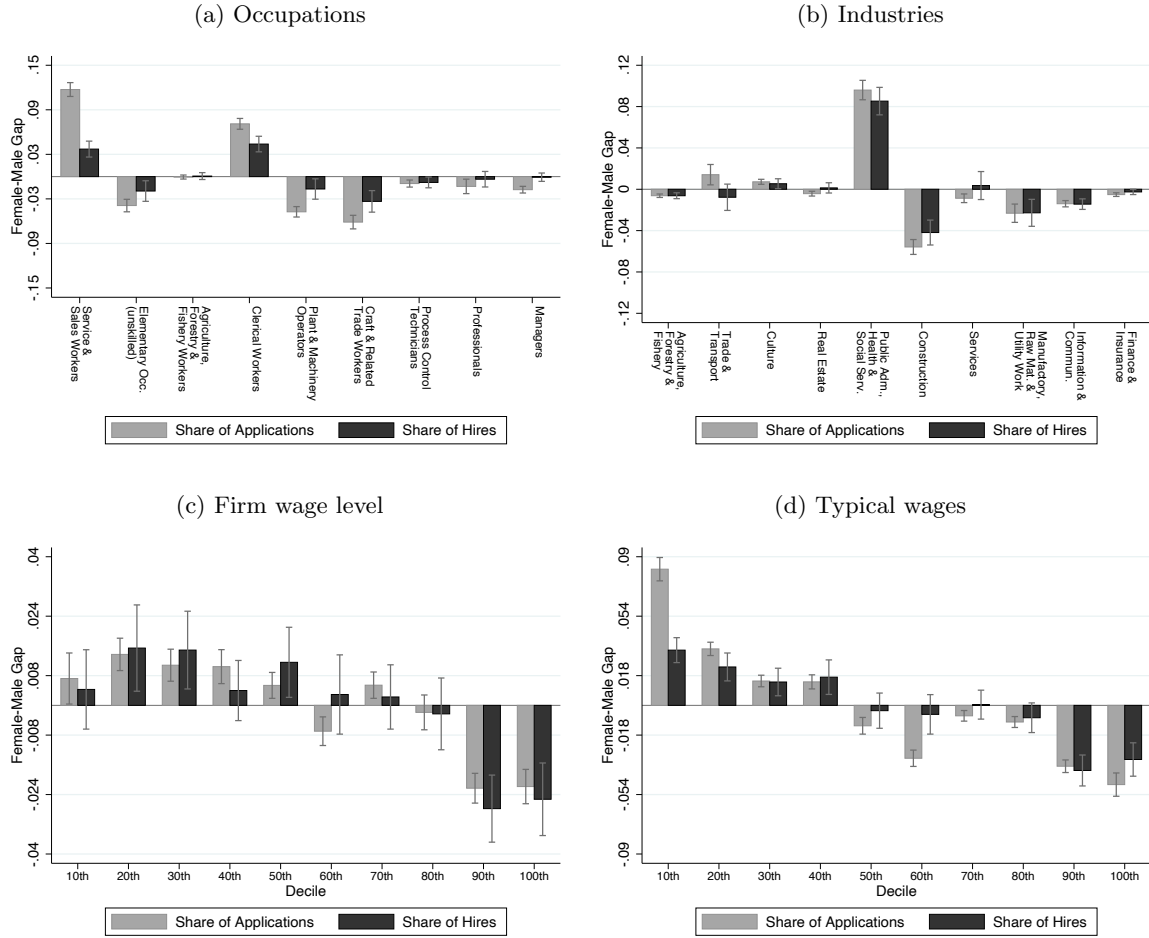 (a) Occupations
Female-Male Gap
.15
.09
.03
-.03
-.09
-.15
Service &
Sales Workers
Elementary Occ.
(unskilled)
Agriculture,
Forestry &
Fishery Workers
Clerical Workers
Plant & Machinery
Operators
Craft & Related
Trade Workers
Process Control
Technicians
Professionals
Managers
Share of Applications
Share of Hires
(b) Industries
Female-Male Gap
.12
.08
.04
0
-.04
-.08
-.12
Agriculture,
Forestry &
Fishery
Trade &
Transport
Culture
Real Estate
Public Adm.,
Health &
Social Serv.
Construction
Services
Manufactory,
Raw Mat. &
Utility Work
Information &
Commun.
Finance &
Insurance
Share of Applications
Share of Hires
(c) Firm wage level
Female-Male Gap
.04
.024
.008
-.008
-.024
-.04
10th
20th
30th
40th
50th
60th
70th
80th
90th
100th
Decile
Share of Applications
Share of Hires
(d) Typical wages
Female-Male Gap
.09
.054
.018
-.018
-.054
-.09
10th
20th
30th
40th
50th
60th
70th
80th
90th
100th
Decile
Share of Applications
Share of Hires